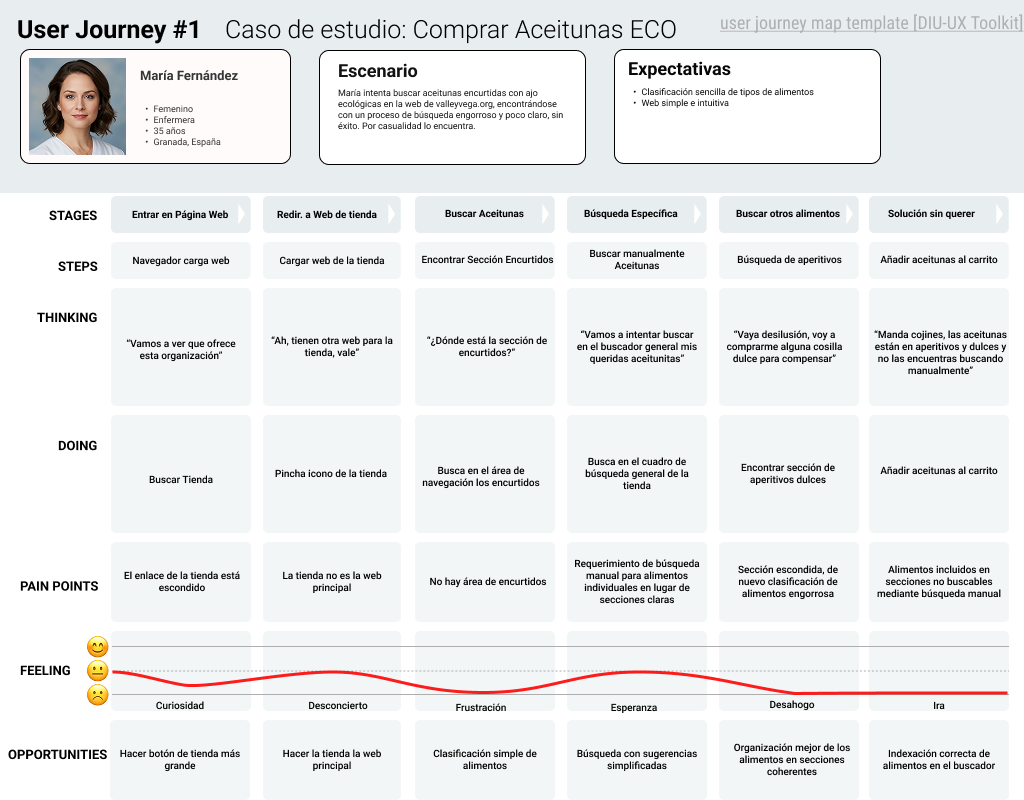 User Journey #1 Caso de estudio: Comprar Aceitunas ECO
user journey map template [DIU-UX Toolkit]
María Fernández
• Femenino
• Enfermera
• 35 años
• Granada, España
Escenario
María intenta buscar aceitunas encurtidas con ajo
ecológicas en la web de valleyvega.org, encontrándose
con un proceso de búsqueda engorroso y poco claro, sin
éxito. Por casualidad lo encuentra.
Expectativas
• Clasificación sencilla de tipos de alimentos
• Web simple e intuitiva
STAGES
Entrar en Página Web
Redir. a Web de tienda
Buscar Aceitunas
Búsqueda Específica
Buscar otros alimentos
Solución sin querer
STEPS
Navegador carga web
Cargar web de la tienda
Encontrar Sección Encurtidos
Buscar manualmente
Aceitunas
Búsqueda de aperitivos
Añadir aceitunas al carrito
THINKING
“Vamos a ver que ofrece
esta organización”
“Ah, tienen otra web para la
tienda, vale”
“¿Dónde está la sección de
encurtidos?”
“Vamos a intentar buscar
en el buscador general mis
queridas aceitunitas”
“Vaya desilusión, voy a
comprarme alguna cosilla
dulce para compensar”
“Manda cojines, las aceitunas
están en aperitivos y dulces y
no las encuentras buscando
manualmente”
DOING
Buscar Tienda
Pincha icono de la tienda
Busca en el área de
navegación los encurtidos
Busca en el cuadro de
búsqueda general de la
tienda
Encontrar sección de
aperitivos dulces
Añadir aceitunas al carrito
PAIN POINTS
El enlace de la tienda está
escondido
La tienda no es la web
principal
No hay área de encurtidos
Requerimiento de búsqueda
manual para alimentos
individuales en lugar de
secciones claras
Sección escondida, de
nuevo clasificación de
alimentos engorrosa
Alimentos incluidos en
secciones no buscables
mediante búsqueda manual
FEELING
Curiosidad
Desconcierto
Frustración
Esperanza
Desahogo
Ira
OPPORTUNITIES
Hacer botón de tienda más
grande
Hacer la tienda la web
principal
Clasificación simple de
alimentos
Búsqueda con sugerencias
simplificadas
Organización mejor de los
alimentos en secciones
coherentes
Indexación correcta de
alimentos en el buscador